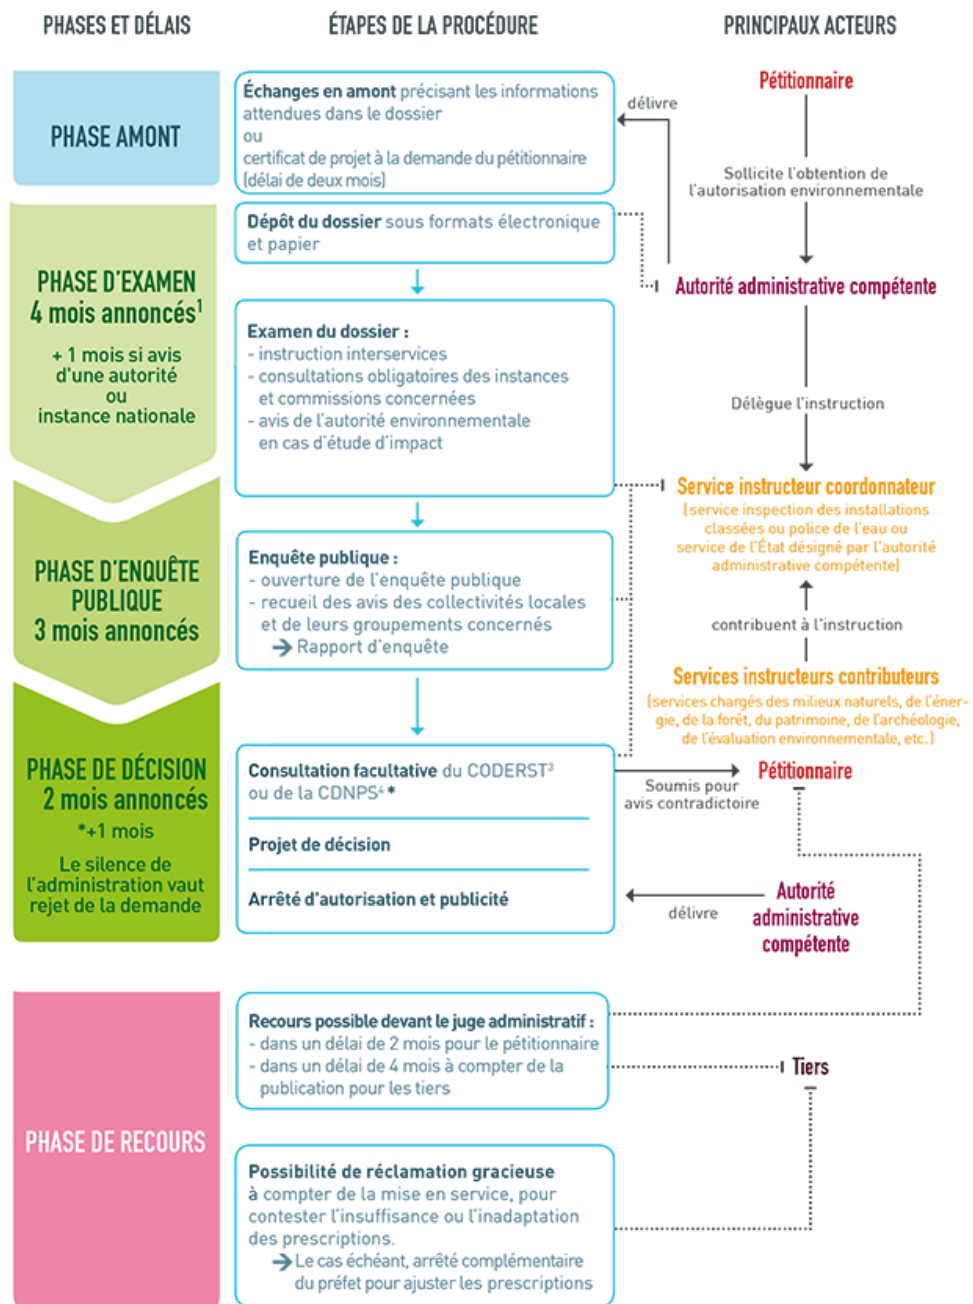 PHASES ET DÉLAIS
ÉTAPES DE LA PROCÉDURE
PRINCIPAUX ACTEURS
PHASE AMONT
Échanges en amont précisant les informations
attendues dans le dossier
ou
certificat de projet à la demande du pétitionnaire
(délai de deux mois)
délivre
Pétitionnaire
Sollicite l'obtention de
l'autorisation environnementale
PHASE D'EXAMEN
4 mois annoncés¹
+ 1 mois si avis
d'une autorité
ou
instance nationale
Dépôt du dossier sous formats électronique
et papier
Autorité administrative compétente
Examen du dossier :
- instruction interservices
- consultations obligatoires des instances
et commissions concernées
- avis de l'autorité environnementale
en cas d'étude d'impact
Délègue l'instruction
Service instructeur coordonnateur
(service inspection des installations
classées ou police de l'eau ou
service de l'État désigné par l'autorité
administrative compétente)
PHASE D'ENQUÊTE
PUBLIQUE
3 mois annoncés
Enquête publique :
- ouverture de l'enquête publique
- recueil des avis des collectivités locales
et de leurs groupements concernés
→ Rapport d'enquête
contribuent à l'instruction
Services instructeurs contributeurs
(services chargés des milieux naturels, de l'éner-
gie, de la forêt, du patrimoine, de l'archéologie,
de l'évaluation environnementale, etc.)
PHASE DE DÉCISION
2 mois annoncés
*+1 mois
Le silence de
l'administration vaut
rejet de la demande
Consultation facultative du CODERST³
ou de la CDNPS⁴ *
Projet de décision
Arrêté d'autorisation et publicité
Soumis pour
avis contradictoire
Pétitionnaire
délivre
Autorité
administrative
compétente
PHASE DE RECOURS
Recours possible devant le juge administratif :
- dans un délai de 2 mois pour le pétitionnaire
- dans un délai de 4 mois à compter de la
publication pour les tiers
Tiers
Possibilité de réclamation gracieuse
à compter de la mise en service, pour
contester l'insuffisance ou l'inadaptation
des prescriptions.
→ Le cas échéant, arrêté complémentaire
du préfet pour ajuster les prescriptions